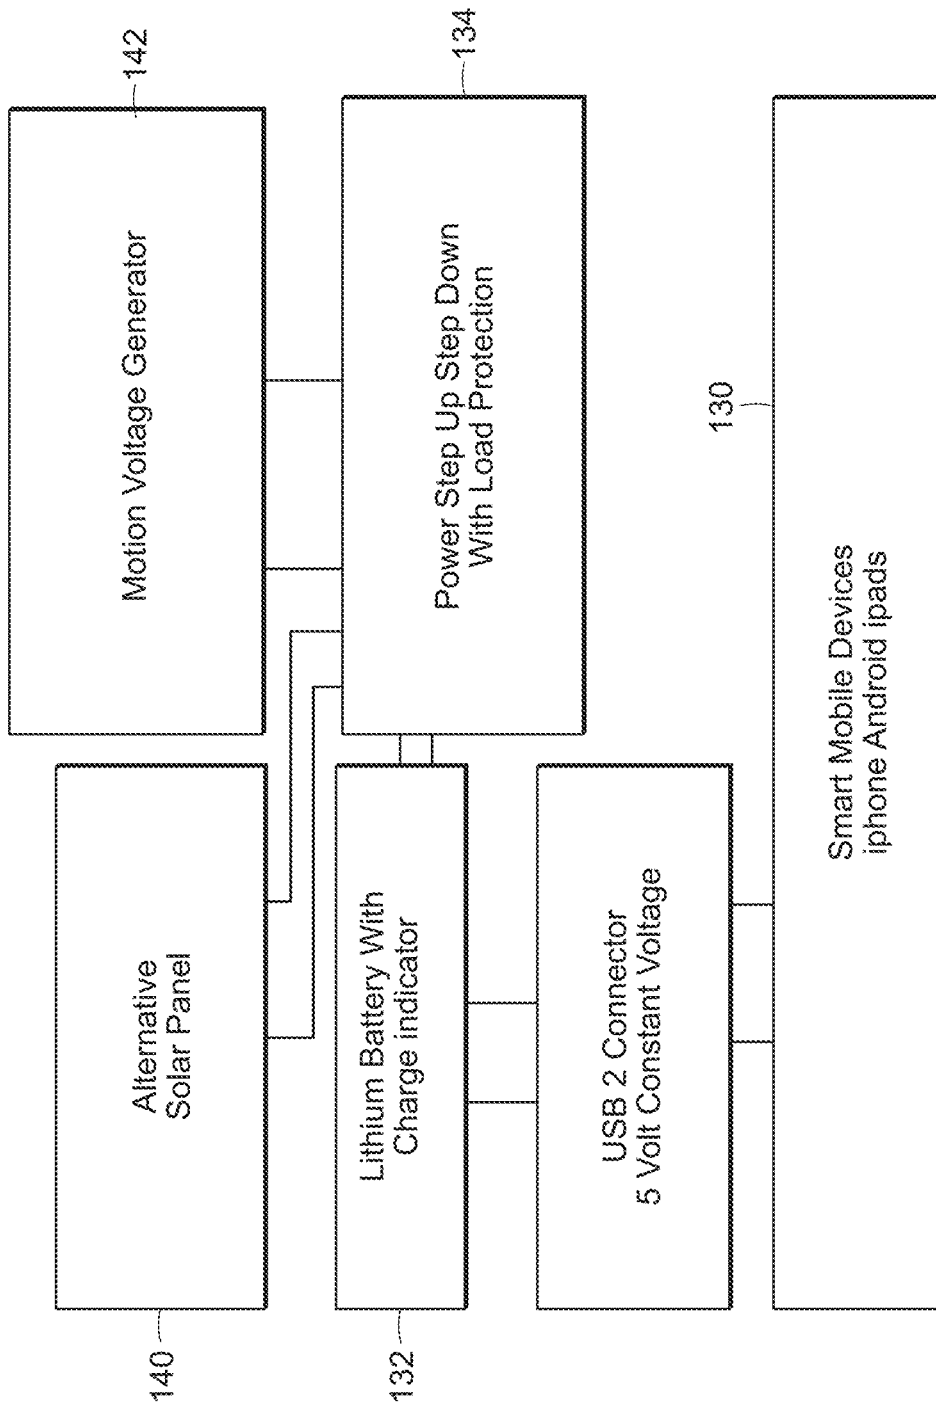 140
Alternative
Solar Panel
Motion Voltage Generator
142
132
Lithium Battery With
Charge indicator
Power Step Up Step Down
With Load Protection
134
USB 2 Connector
5 Volt Constant Voltage
130
Smart Mobile Devices
iphone Android ipads